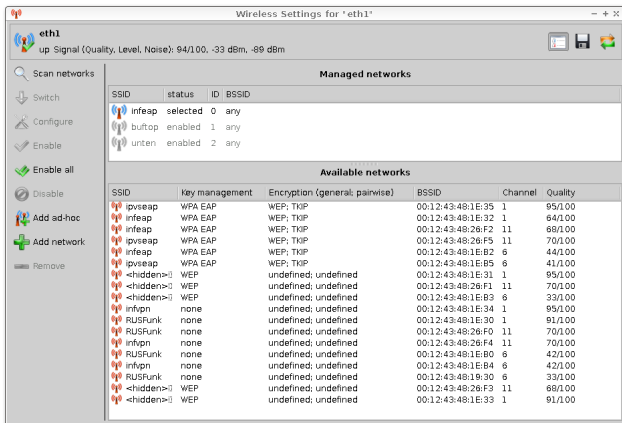 Wireless Settings for "eth1"
eth1
up Signal (Quality, Level, Noise): 94/100, -33 dBm, -89 dBm
Scan networks
Switch
Configure
Enable
Enable all
Disable
Add ad-hoc
Add network
Remove
Managed networks
SSID status ID BSSID
infeap selected 0 any
buftop enabled 1 any
unten enabled 2 any
Available networks
SSID Key management Encryption (general; pairwise) BSSID Channel Quality
ipvseap WPA EAP WEP; TKIP 00:12:43:48:1E:35 1 95/100
infeap WPA EAP WEP; TKIP 00:12:43:48:1E:32 1 64/100
infeap WPA EAP WEP; TKIP 00:12:43:48:26:F2 11 68/100
ipvseap WPA EAP WEP; TKIP 00:12:43:48:26:F5 11 70/100
infeap WPA EAP WEP; TKIP 00:12:43:48:1E:B2 6 44/100
ipvseap WPA EAP WEP; TKIP 00:12:43:48:1E:B5 6 41/100
<hidden> WEP undefined; undefined 00:12:43:48:1E:31 1 95/100
<hidden> WEP undefined; undefined 00:12:43:48:26:F1 11 70/100
<hidden> WEP undefined; undefined 00:12:43:48:1E:B3 6 33/100
infvpn none undefined; undefined 00:12:43:48:1E:34 1 95/100
RUSFunk none undefined; undefined 00:12:43:48:1E:30 1 91/100
RUSFunk none undefined; undefined 00:12:43:48:26:F0 11 70/100
infvpn none undefined; undefined 00:12:43:48:26:F4 11 70/100
RUSFunk none undefined; undefined 00:12:43:48:1E:B0 6 42/100
infvpn none undefined; undefined 00:12:43:48:1E:B4 6 42/100
RUSFunk none undefined; undefined 00:12:43:48:19:30 6 33/100
<hidden> WEP undefined; undefined 00:12:43:48:26:F3 11 68/100
<hidden> WEP undefined; undefined 00:12:43:48:1E:33 1 91/100